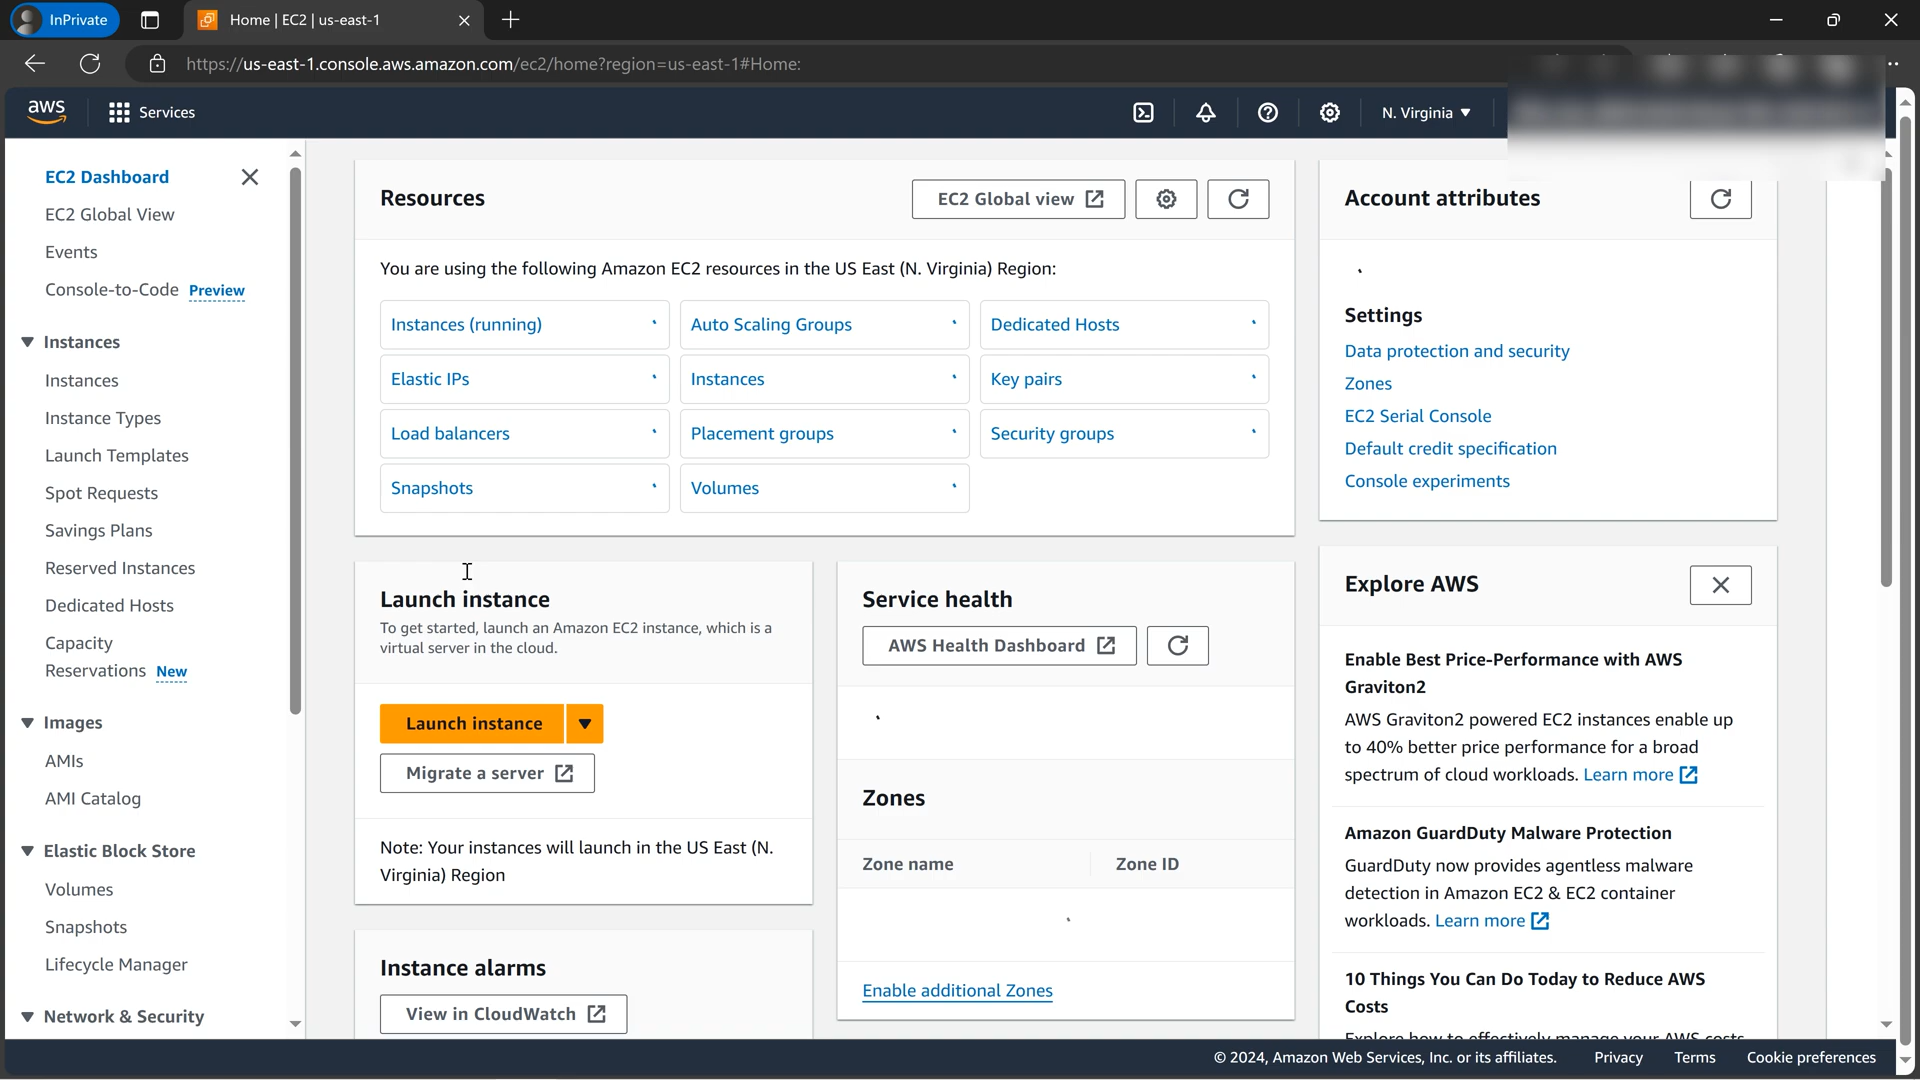 InPrivate
Home | EC2 | us-east-1
https://us-east-1.console.aws.amazon.com/ec2/home?region=us-east-1#Home:
aws
Services
N. Virginia
EC2 Dashboard
EC2 Global View
Events
Console-to-Code Preview
Instances
Instances
Instance Types
Launch Templates
Spot Requests
Savings Plans
Reserved Instances
Dedicated Hosts
Capacity
Reservations New
Images
AMIs
AMI Catalog
Elastic Block Store
Volumes
Snapshots
Lifecycle Manager
Network & Security
Resources
EC2 Global view
You are using the following Amazon EC2 resources in the US East (N. Virginia) Region:
Instances (running)
Auto Scaling Groups
Dedicated Hosts
Elastic IPs
Instances
Key pairs
Load balancers
Placement groups
Security groups
Snapshots
Volumes
Launch instance
To get started, launch an Amazon EC2 instance, which is a
virtual server in the cloud.
Launch instance
Migrate a server
Note: Your instances will launch in the US East (N.
Virginia) Region
Instance alarms
View in CloudWatch
Service health
AWS Health Dashboard
Zones
Zone name
Zone ID
Enable additional Zones
Account attributes
Settings
Data protection and security
Zones
EC2 Serial Console
Default credit specification
Console experiments
Explore AWS
Enable Best Price-Performance with AWS
Graviton2
AWS Graviton2 powered EC2 instances enable up
to 40% better price performance for a broad
spectrum of cloud workloads. Learn more
Amazon GuardDuty Malware Protection
GuardDuty now provides agentless malware
detection in Amazon EC2 & EC2 container
workloads. Learn more
10 Things You Can Do Today to Reduce AWS
Costs
Explore how to effectively manage your AWS costs
© 2024, Amazon Web Services, Inc. or its affiliates.
Privacy
Terms
Cookie preferences